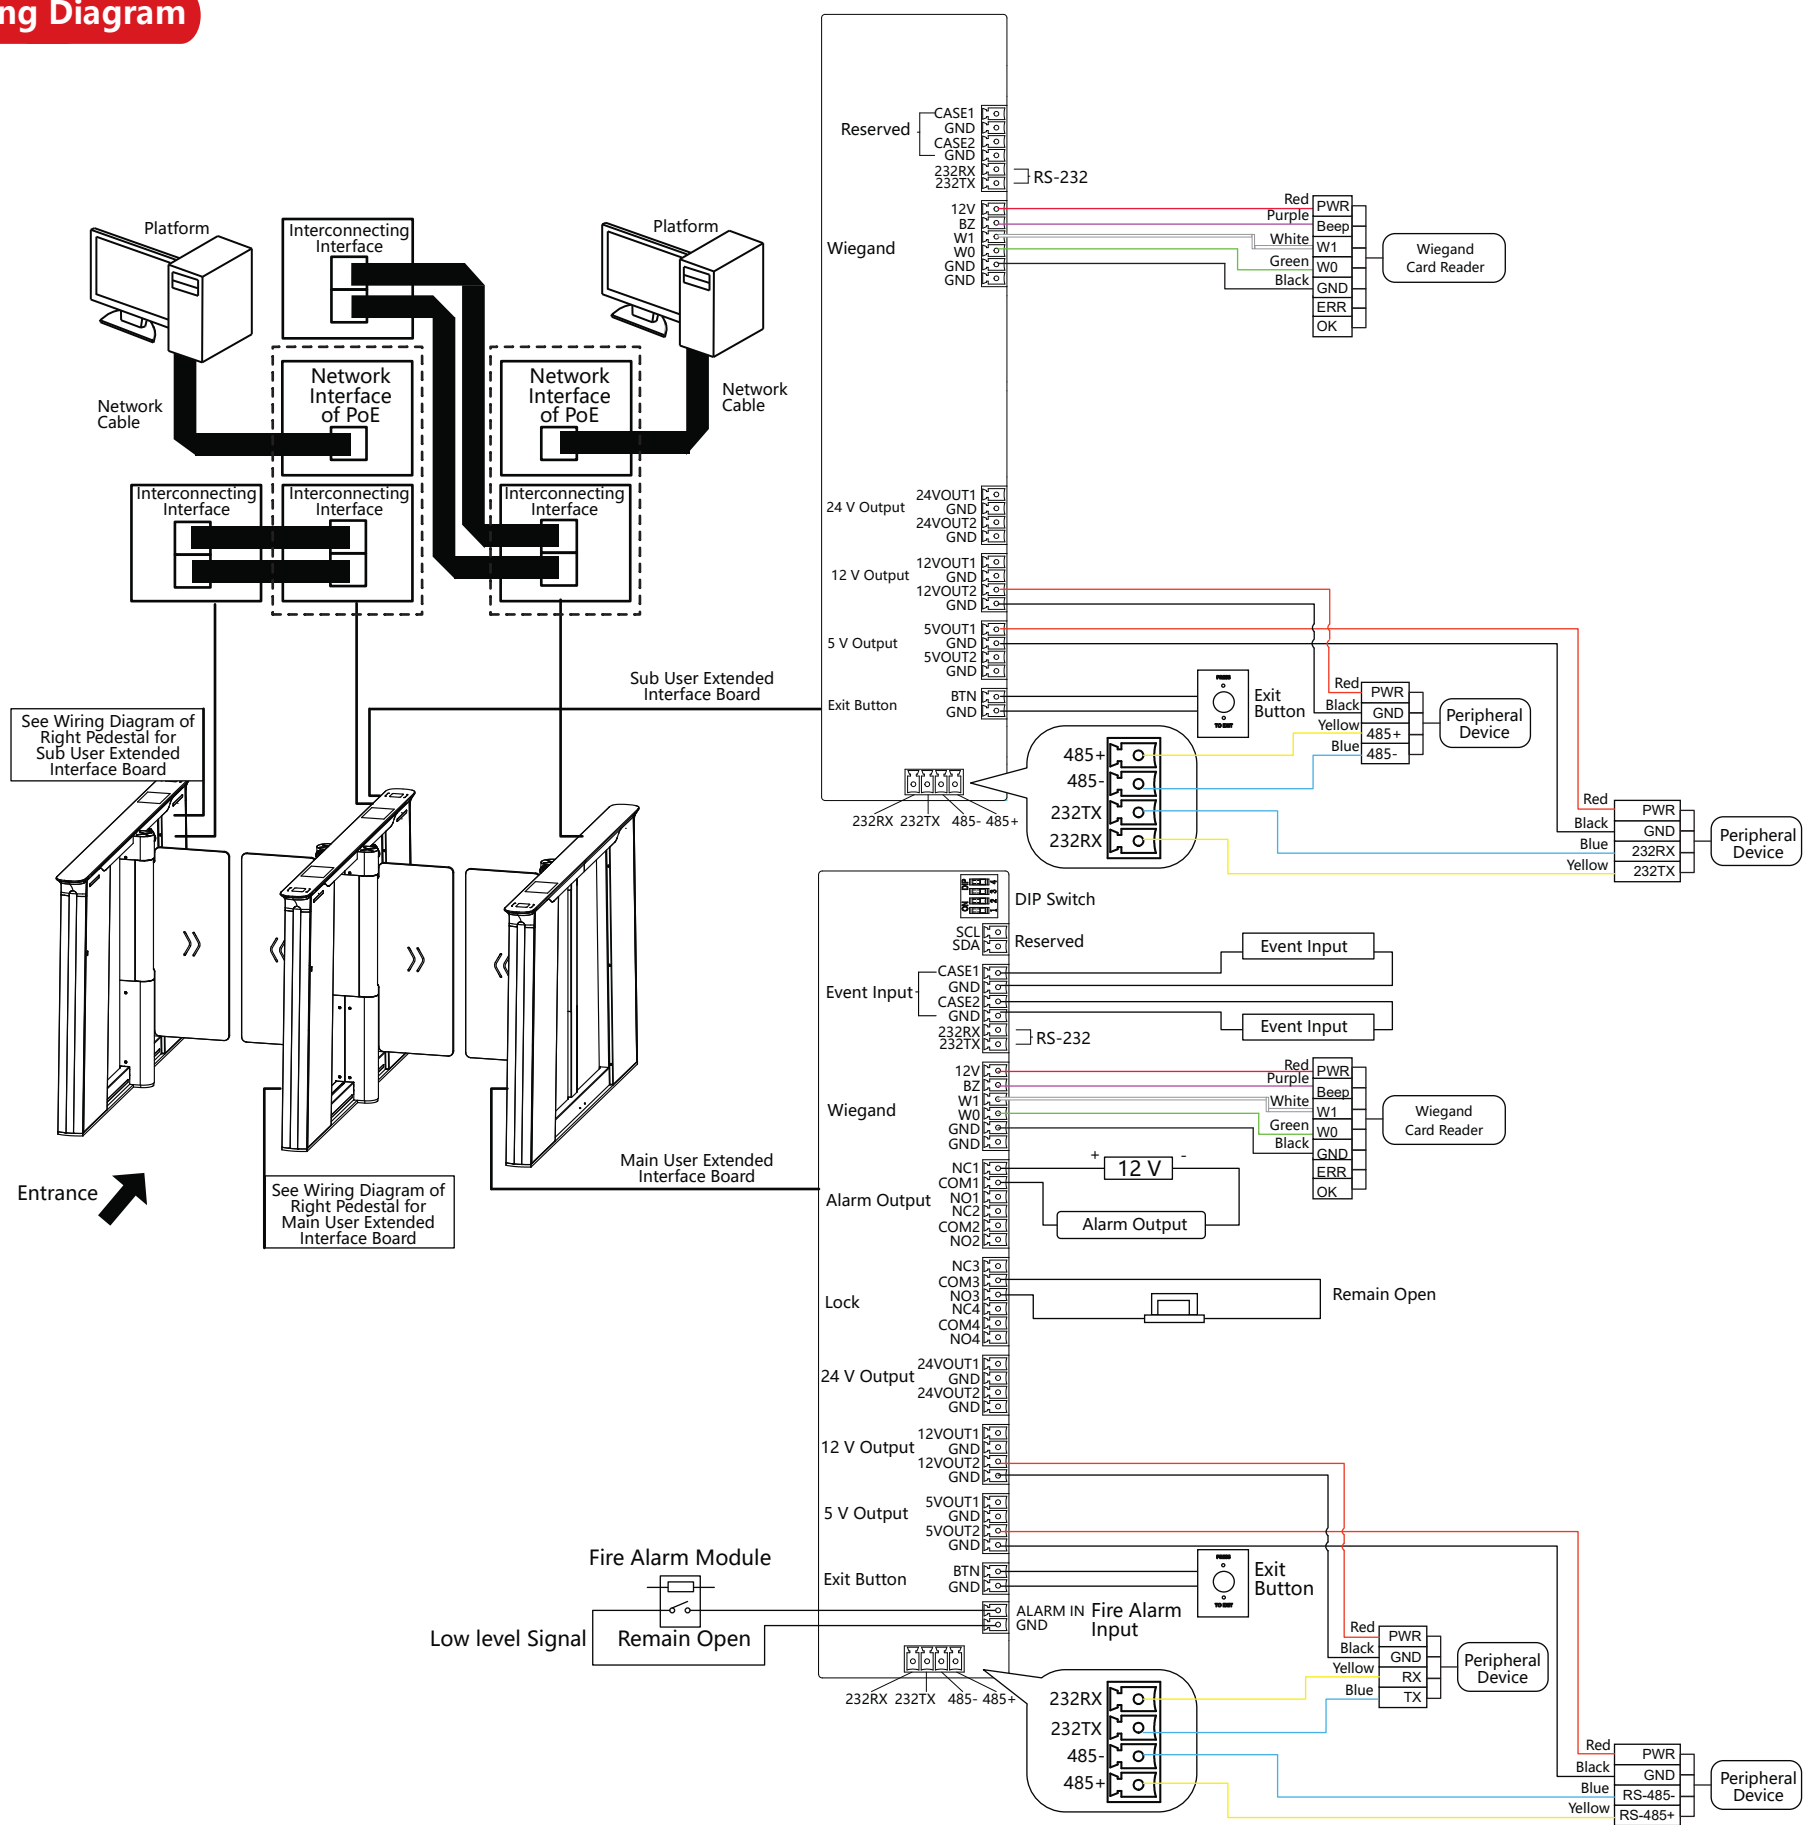 ng Diagram
Platform
Interconnecting
Interface
Platform
Network
Cable
Network
Interface
of PoE
Network
Interface
of PoE
Network
Cable
Interconnecting
Interface
Interconnecting
Interface
Interconnecting
Interface
See Wiring Diagram of
Right Pedestal for
Sub User Extended
Interface Board
Sub User Extended
Interface Board
Entrance
See Wiring Diagram of
Right Pedestal for
Main User Extended
Interface Board
Main User Extended
Interface Board
Reserved
CASE1
GND
CASE2
GND
232RX
232TX
RS-232
Wiegand
12V
BZ
W1
W0
GND
GND
Red
Purple
White
Green
Black
PWR
Beep
W1
W0
GND
ERR
OK
Wiegand
Card Reader
24 V Output
24VOUT1
GND
24VOUT2
GND
12 V Output
12VOUT1
GND
12VOUT2
GND
5 V Output
5VOUT1
GND
5VOUT2
GND
Exit Button
BTN
GND
PRESS
TO EXIT
Exit
Button
232RX 232TX 485- 485+
485+
485-
232TX
232RX
Red
Black
Yellow
Blue
PWR
GND
485+
485-
Peripheral
Device
Red
Black
Blue
Yellow
PWR
GND
232RX
232TX
Peripheral
Device
ON DIP
1 2 3 4
DIP Switch
SCL
SDA
Reserved
Event Input
CASE1
GND
CASE2
GND
232RX
232TX
RS-232
Event Input
Event Input
Wiegand
12V
BZ
W1
W0
GND
GND
Red
Purple
White
Green
Black
PWR
Beep
W1
W0
GND
ERR
OK
Wiegand
Card Reader
Alarm Output
NC1
COM1
NO1
NC2
COM2
NO2
+ 12 V -
Alarm Output
Lock
NC3
COM3
NO3
NC4
COM4
NO4
Remain Open
24 V Output
24VOUT1
GND
24VOUT2
GND
12 V Output
12VOUT1
GND
12VOUT2
GND
5 V Output
5VOUT1
GND
5VOUT2
GND
Exit Button
BTN
GND
PRESS
TO EXIT
Exit
Button
Fire Alarm Module
Low level Signal
Remain Open
ALARM IN
GND
Fire Alarm
Input
232RX 232TX 485- 485+
232RX
232TX
485-
485+
Red
Black
Yellow
Blue
PWR
GND
RX
TX
Peripheral
Device
Red
Black
Blue
Yellow
PWR
GND
RS-485-
RS-485+
Peripheral
Device